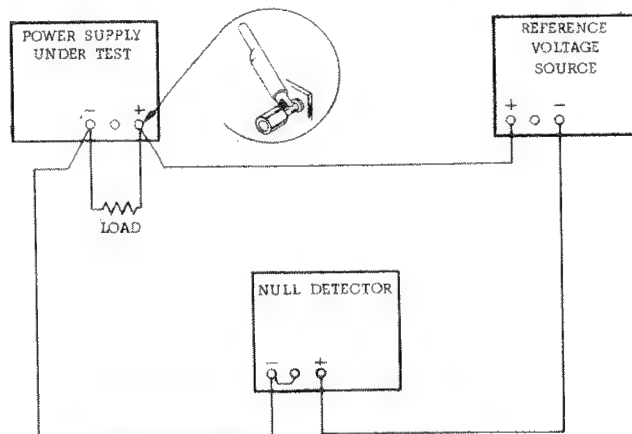 POWER SUPPLY
UNDER TEST
− +
LOAD
REFERENCE
VOLTAGE
SOURCE
+ −
NULL DETECTOR
− +